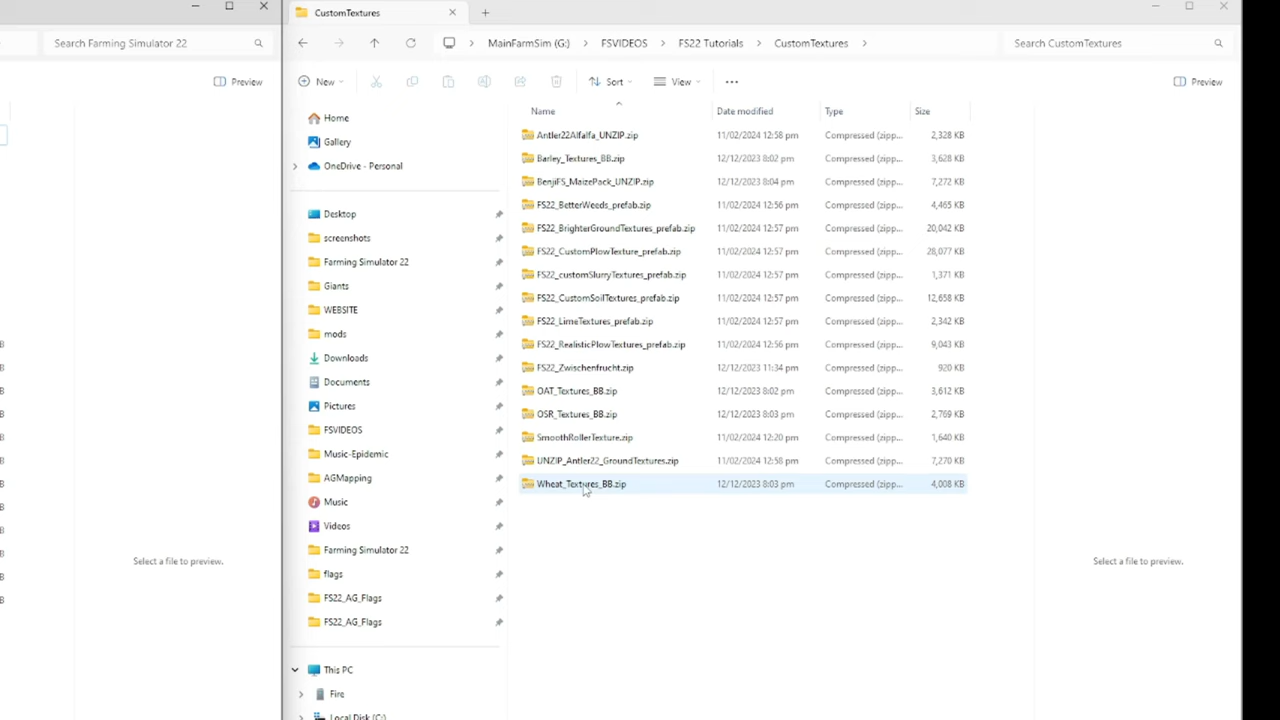 Search Farming Simulator 22
Preview
B
B
B
B
B
B
B
B
B
B
B
B
Select a file to preview.
CustomTextures
MainFarmSim (G:) > FSVIDEOS > FS22 Tutorials > CustomTextures >
Search CustomTextures
New
Sort
View
Preview
Home
Gallery
OneDrive - Personal
Desktop
screenshots
Farming Simulator 22
Giants
WEBSITE
mods
Downloads
Documents
Pictures
FSVIDEOS
Music-Epidemic
AGMapping
Music
Videos
Farming Simulator 22
flags
FS22_AG_Flags
FS22_AG_Flags
This PC
Fire
Local Disk (C:)
Name Date modified Type Size
Antler22Alfalfa_UNZIP.zip 11/02/2024 12:58 pm Compressed (zipp... 2,328 KB
Barley_Textures_BB.zip 12/12/2023 8:02 pm Compressed (zipp... 3,628 KB
BenjiFS_MaizePack_UNZIP.zip 12/12/2023 8:04 pm Compressed (zipp... 7,272 KB
FS22_BetterWeeds_prefab.zip 11/02/2024 12:56 pm Compressed (zipp... 4,465 KB
FS22_BrighterGroundTextures_prefab.zip 11/02/2024 12:57 pm Compressed (zipp... 20,042 KB
FS22_CustomPlowTexture_prefab.zip 11/02/2024 12:57 pm Compressed (zipp... 28,077 KB
FS22_customSlurryTextures_prefab.zip 11/02/2024 12:57 pm Compressed (zipp... 1,371 KB
FS22_CustomSoilTextures_prefab.zip 11/02/2024 12:57 pm Compressed (zipp... 12,658 KB
FS22_LimeTextures_prefab.zip 11/02/2024 12:57 pm Compressed (zipp... 2,342 KB
FS22_RealisticPlowTextures_prefab.zip 11/02/2024 12:56 pm Compressed (zipp... 9,043 KB
FS22_Zwischenfrucht.zip 12/12/2023 11:34 pm Compressed (zipp... 920 KB
OAT_Textures_BB.zip 12/12/2023 8:02 pm Compressed (zipp... 3,612 KB
OSR_Textures_BB.zip 12/12/2023 8:03 pm Compressed (zipp... 2,769 KB
SmoothRollerTexture.zip 11/02/2024 12:20 pm Compressed (zipp... 1,640 KB
UNZIP_Antler22_GroundTextures.zip 11/02/2024 12:58 pm Compressed (zipp... 7,270 KB
Wheat_Textures_BB.zip 12/12/2023 8:03 pm Compressed (zipp... 4,008 KB
Select a file to preview.